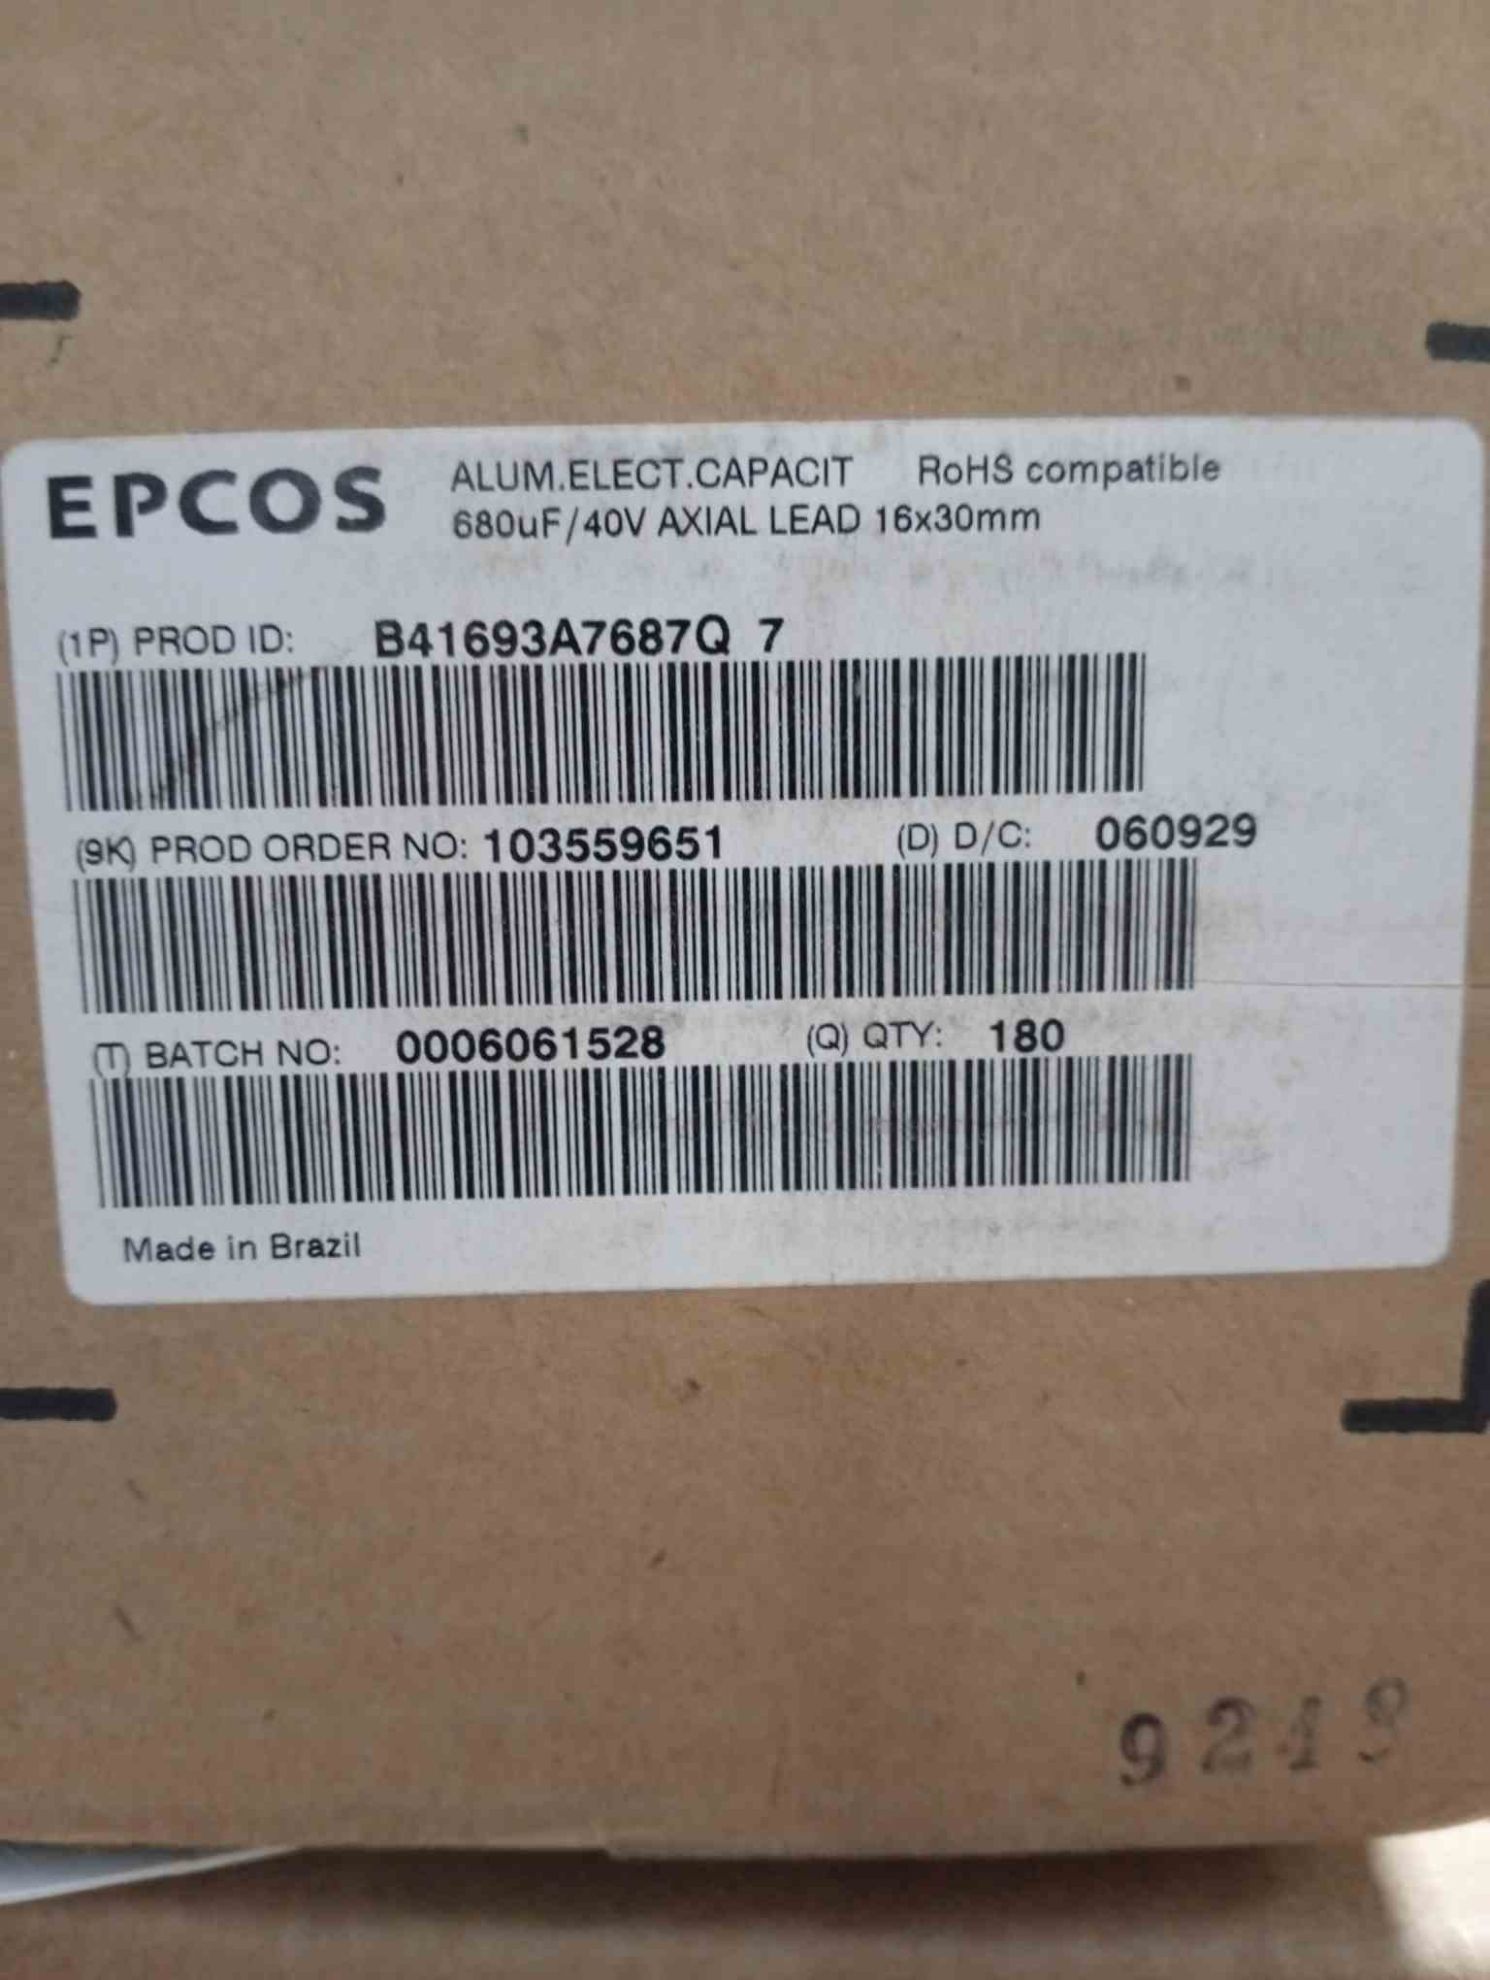 EPCOS
ALUM.ELECT.CAPACIT RoHS compatible
680uF/40V AXIAL LEAD 16x30mm
(1P) PROD ID: B41693A7687Q 7
(9K) PROD ORDER NO: 103559651 (D) D/C: 060929
(T) BATCH NO: 0006061528 (Q) QTY: 180
Made in Brazil